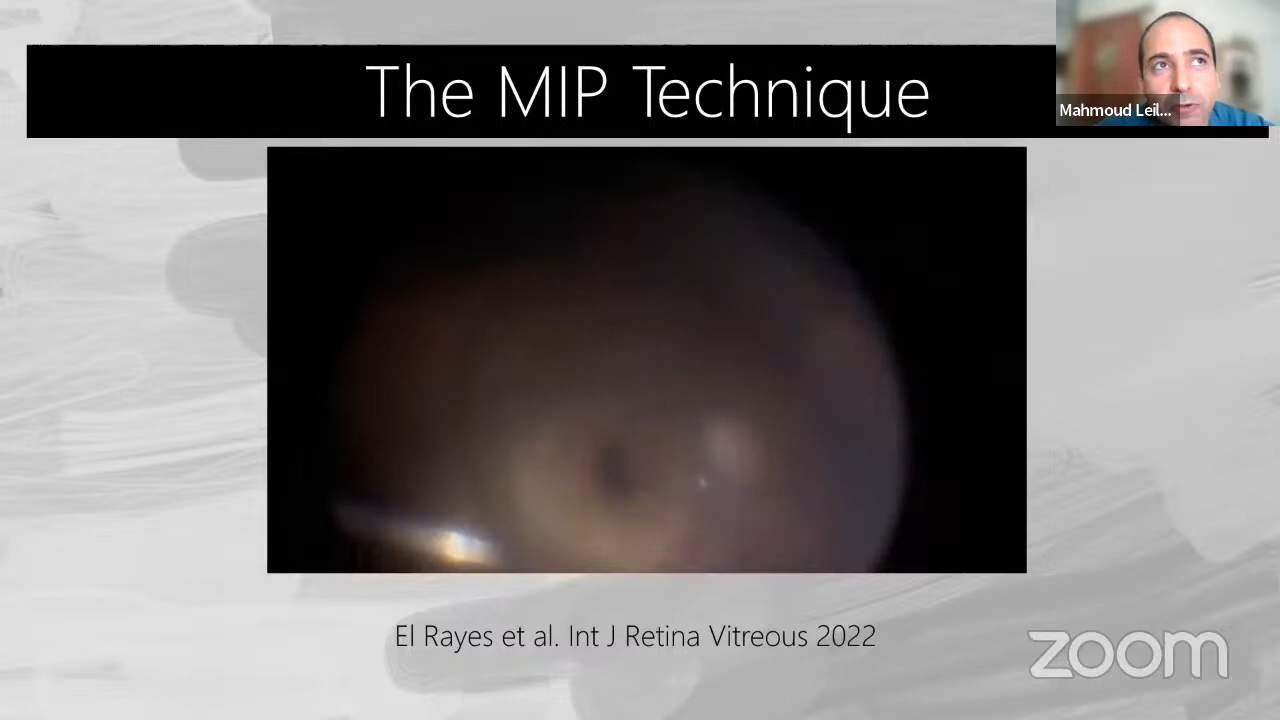 The MIP Technique
Mahmoud Leil...
El Rayes et al. Int J Retina Vitreous 2022
zoom